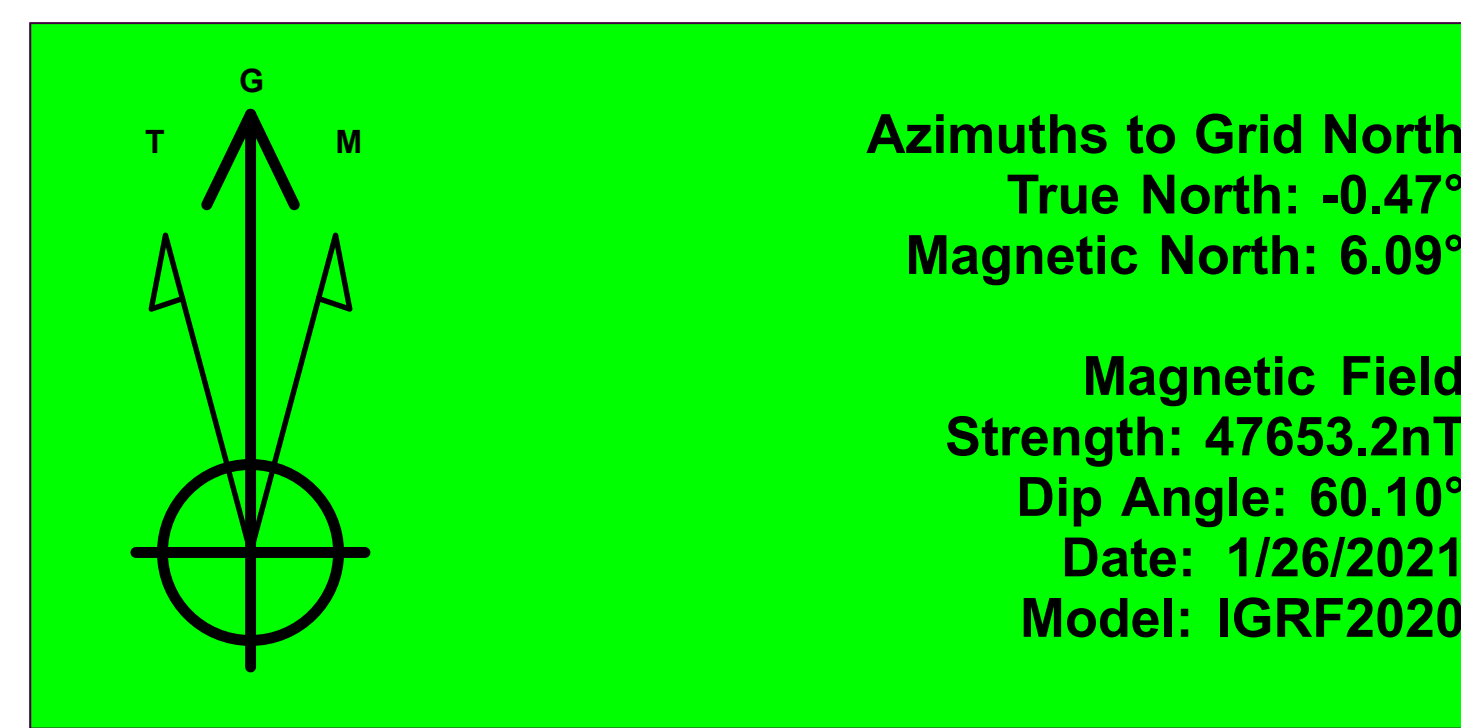 G
T M
Azimuths to Grid North
True North: -0.47°
Magnetic North: 6.09°
Magnetic Field
Strength: 47653.2nT
Dip Angle: 60.10°
Date: 1/26/2021
Model: IGRF2020